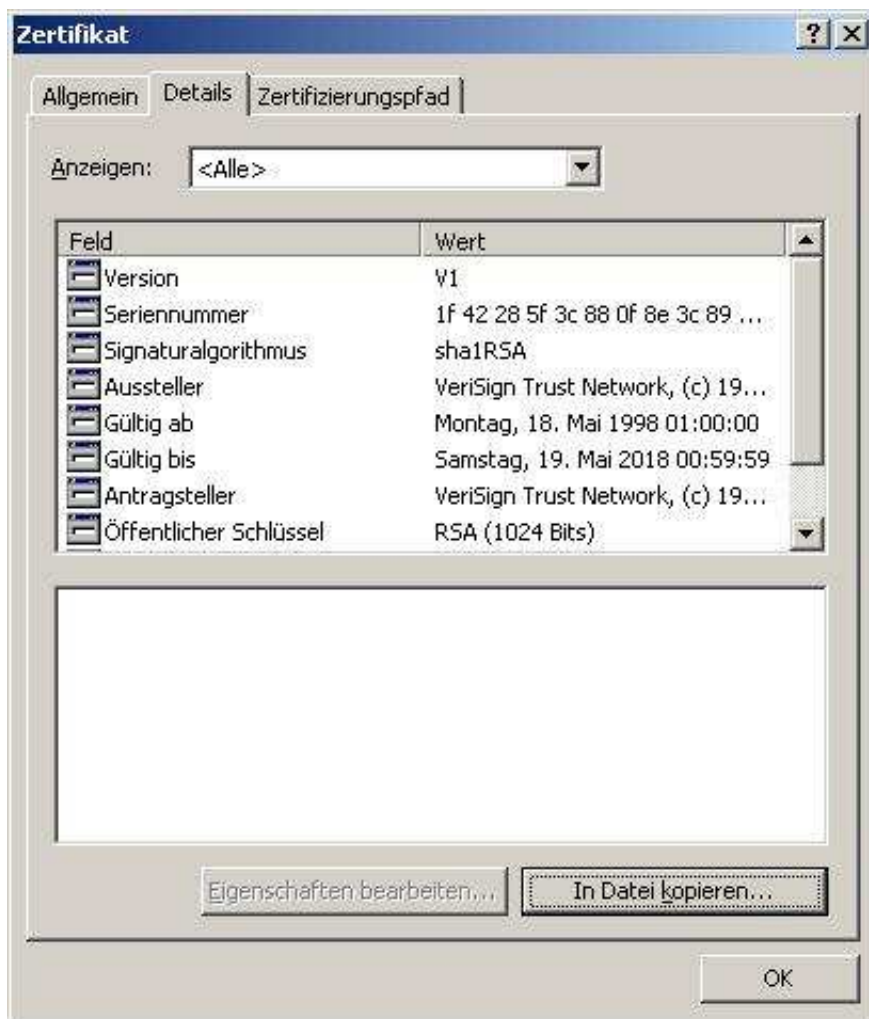 Zertifikat
Allgemein Details Zertifizierungspfad
Anzeigen: <Alle>
Feld Wert
Version V1
Seriennummer 1f 42 28 5f 3c 88 0f 8e 3c 89 ...
Signaturalgorithmus sha1RSA
Aussteller VeriSign Trust Network, (c) 19...
Gültig ab Montag, 18. Mai 1998 01:00:00
Gültig bis Samstag, 19. Mai 2018 00:59:59
Antragsteller VeriSign Trust Network, (c) 19...
Öffentlicher Schlüssel RSA (1024 Bits)
Eigenschaften bearbeiten... In Datei kopieren...
OK